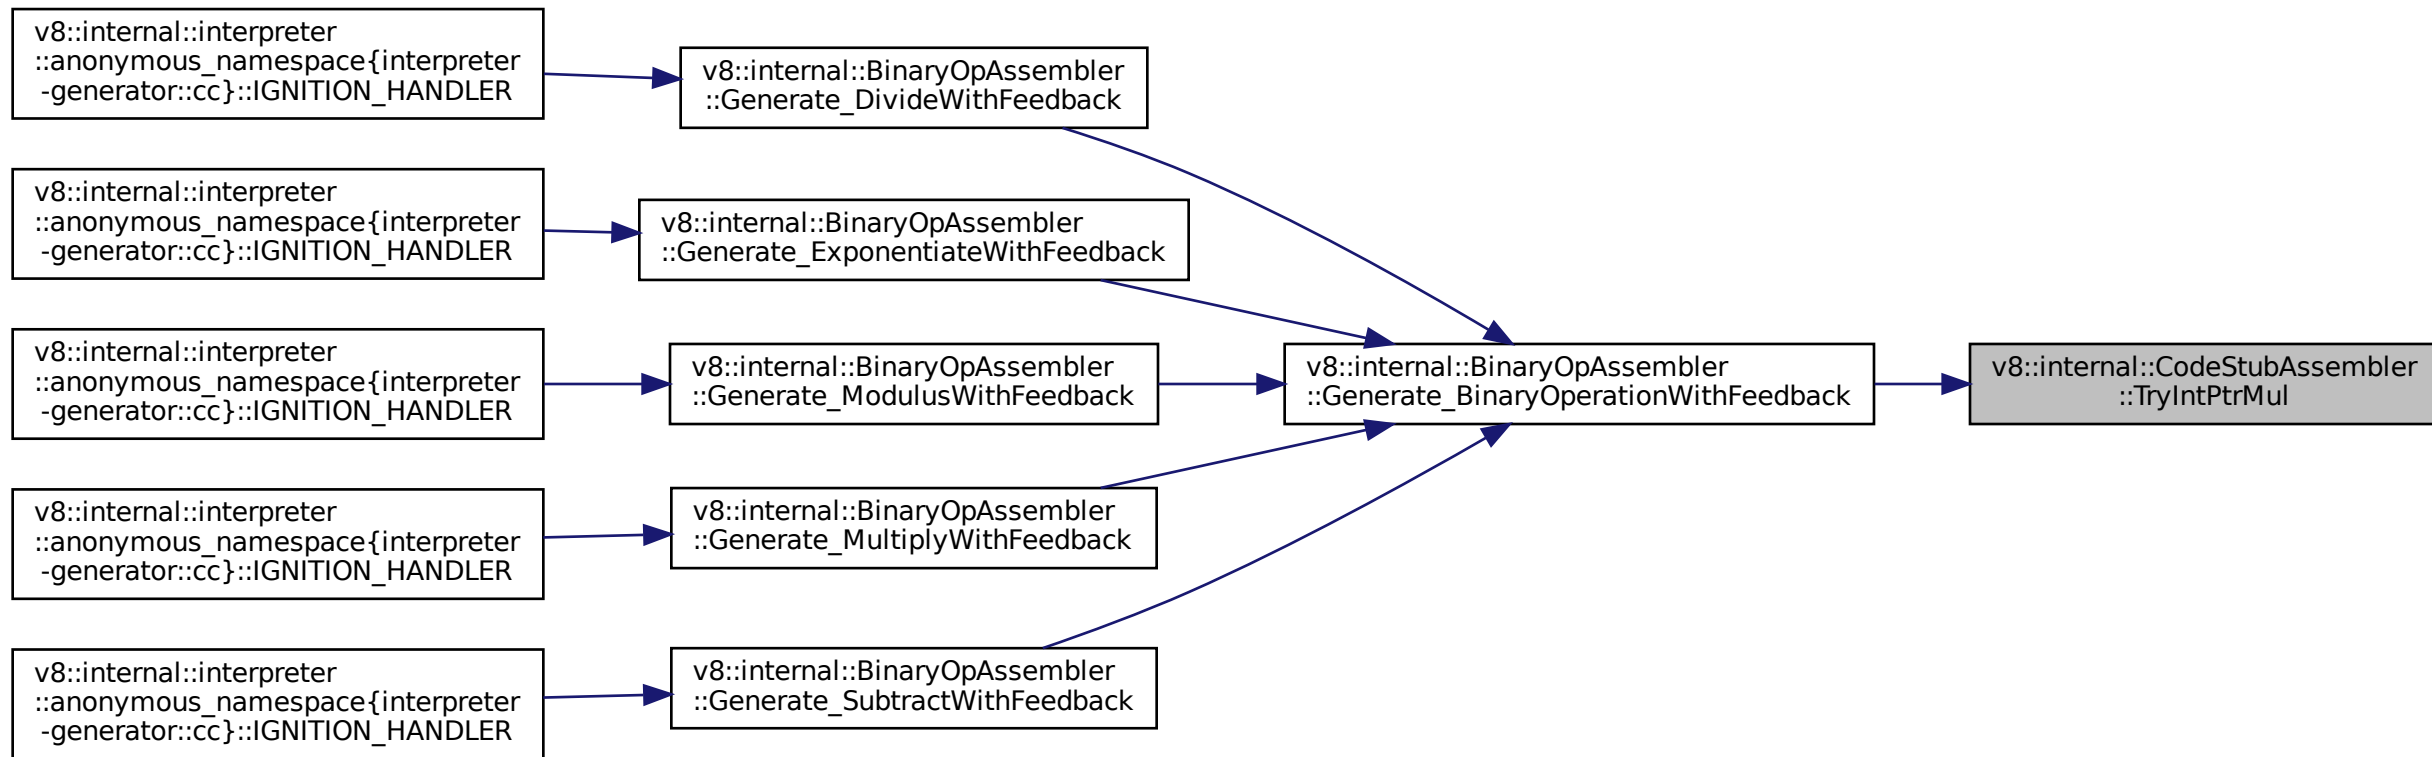 v8::internal::interpreter
::anonymous_namespace{interpreter
-generator::cc}::IGNITION_HANDLER
v8::internal::BinaryOpAssembler
::Generate_DivideWithFeedback
v8::internal::interpreter
::anonymous_namespace{interpreter
-generator::cc}::IGNITION_HANDLER
v8::internal::BinaryOpAssembler
::Generate_ExponentiateWithFeedback
v8::internal::interpreter
::anonymous_namespace{interpreter
-generator::cc}::IGNITION_HANDLER
v8::internal::BinaryOpAssembler
::Generate_ModulusWithFeedback
v8::internal::BinaryOpAssembler
::Generate_BinaryOperationWithFeedback
v8::internal::CodeStubAssembler
::TryIntPtrMul
v8::internal::interpreter
::anonymous_namespace{interpreter
-generator::cc}::IGNITION_HANDLER
v8::internal::BinaryOpAssembler
::Generate_MultiplyWithFeedback
v8::internal::interpreter
::anonymous_namespace{interpreter
-generator::cc}::IGNITION_HANDLER
v8::internal::BinaryOpAssembler
::Generate_SubtractWithFeedback